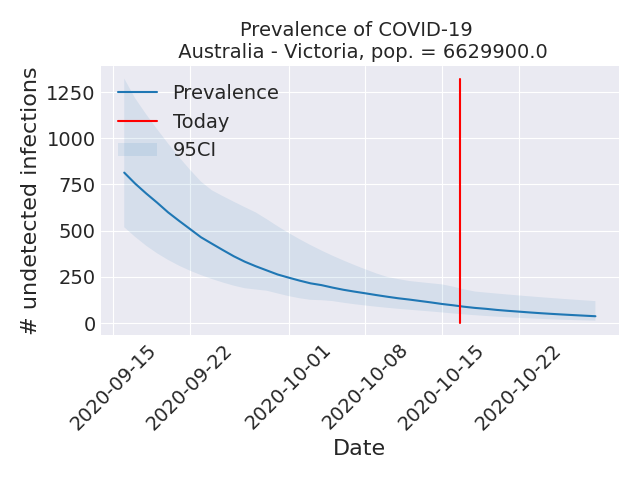 Prevalence of COVID-19
Australia - Victoria, pop. = 6629900.0
# undetected infections
1250
1000
750
500
250
0
Prevalence
Today
95CI
2020-09-15
2020-09-22
2020-10-01
2020-10-08
2020-10-15
2020-10-22
Date